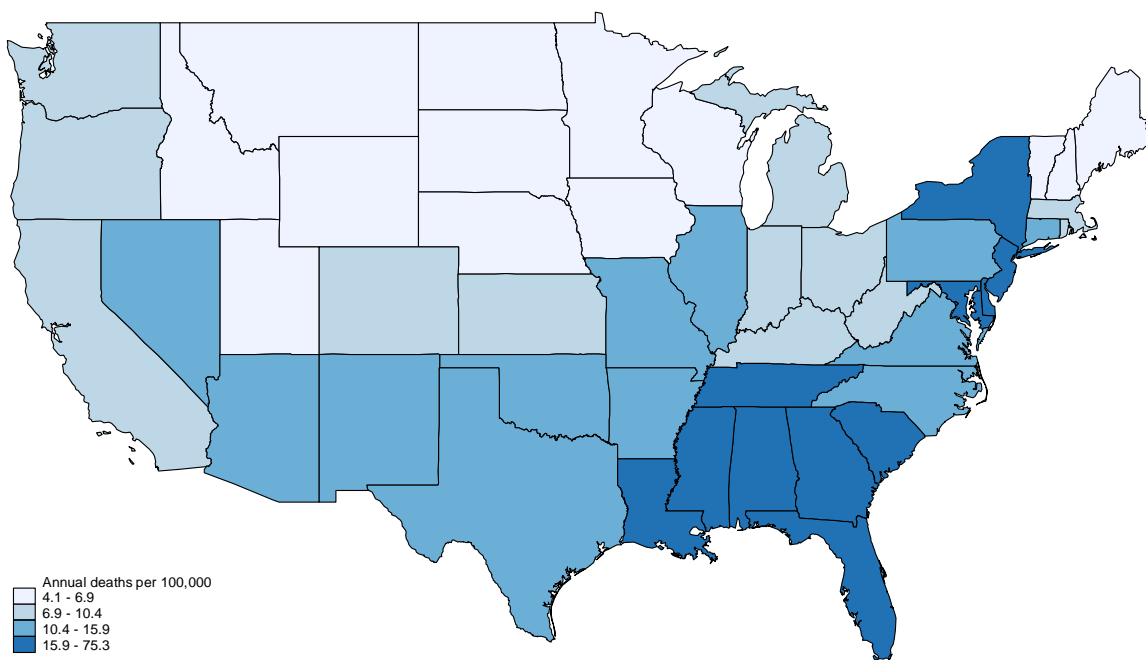 Annual deaths per 100,000
4.1 - 6.9
6.9 - 10.4
10.4 - 15.9
15.9 - 75.3